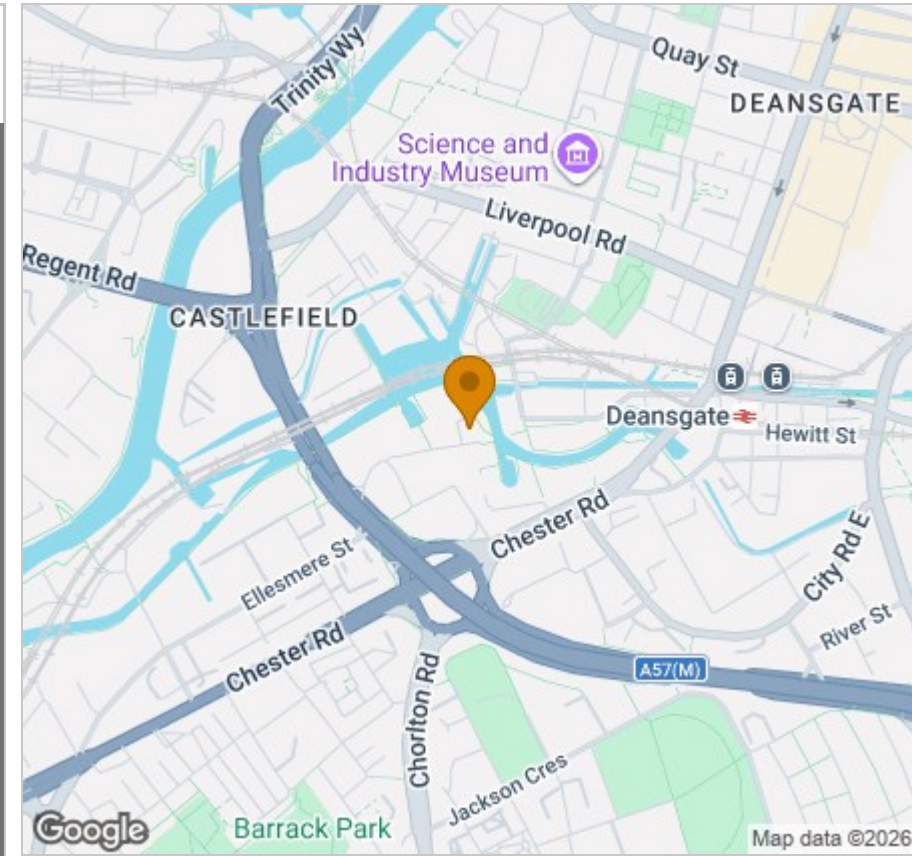 Trinity Wy
Quay St
DEANSGATE
Science and
Industry Museum
Liverpool Rd
Regent Rd
CASTLEFIELD
Deansgate
Hewitt St
Chester Rd
Ellesmere St
City Rd E
River St
Chester Rd
A57(M)
Chorlton Rd
Jackson Cres
Barrack Park
Google
Map data ©2026